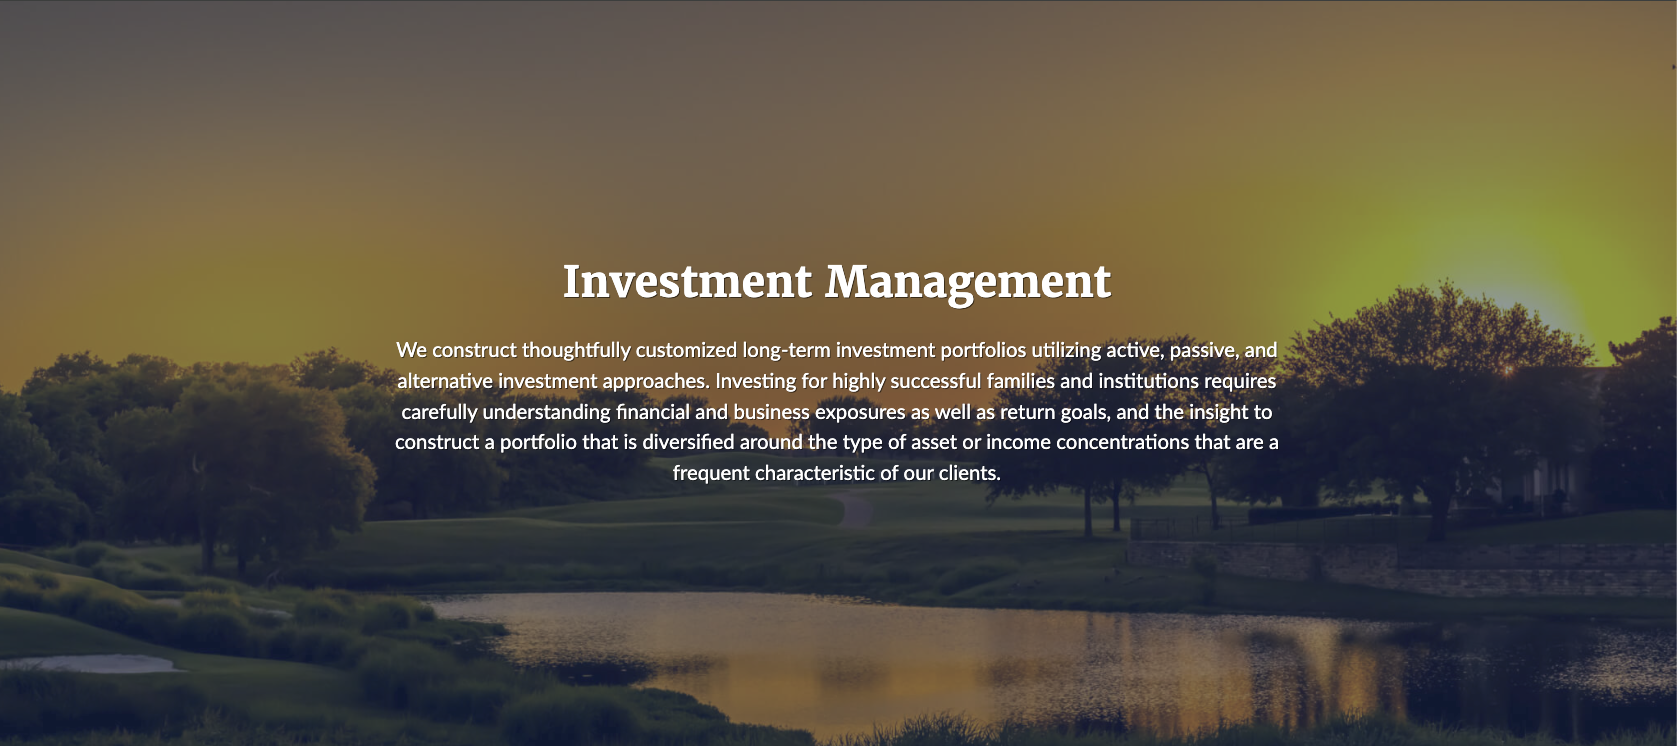 Investment Management
We construct thoughtfully customized long-term investment portfolios utilizing active, passive, and
alternative investment approaches. Investing for highly successful families and institutions requires
carefully understanding financial and business exposures as well as return goals, and the insight to
construct a portfolio that is diversified around the type of asset or income concentrations that are a
frequent characteristic of our clients.